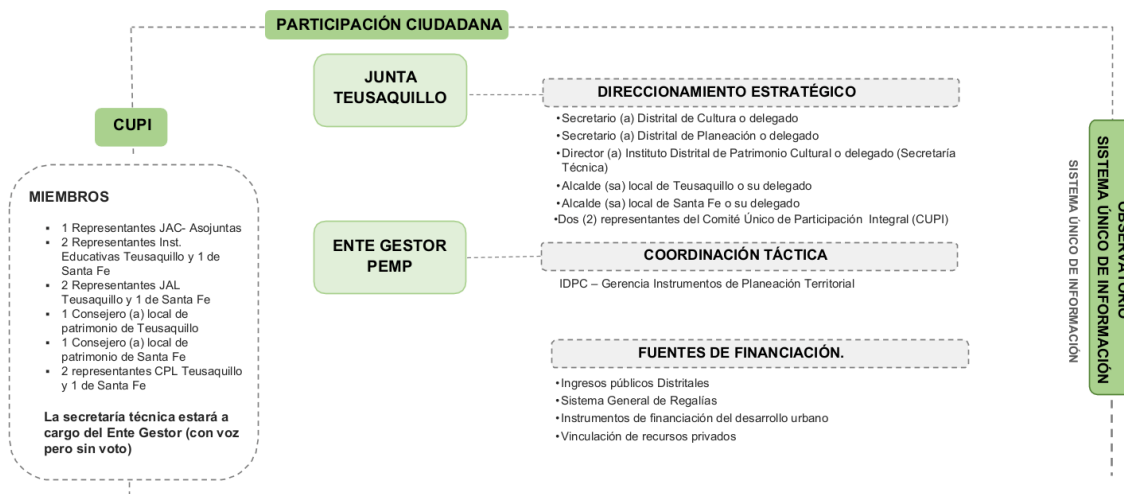 PARTICIPACIÓN CIUDADANA
CUPI
MIEMBROS
▪ 1 Representantes JAC- Asojuntas
▪ 2 Representantes Inst.
Educativas Teusaquillo y 1 de
Santa Fe
▪ 2 Representantes JAL
Teusaquillo y 1 de Santa Fe
▪ 1 Consejero (a) local de
patrimonio de Teusaquillo
▪ 1 Consejero (a) local de
patrimonio de Santa Fe
▪ 2 representantes CPL Teusaquillo
y 1 de Santa Fe
La secretaría técnica estará a
cargo del Ente Gestor (con voz
pero sin voto)
JUNTA
TEUSAQUILLO
DIRECCIONAMIENTO ESTRATÉGICO
•Secretario (a) Distrital de Cultura o delegado
•Secretario (a) Distrital de Planeación o delegado
•Director (a) Instituto Distrital de Patrimonio Cultural o delegado (Secretaría
Técnica)
•Alcalde (sa) local de Teusaquillo o su delegado
•Alcalde (sa) local de Santa Fe o su delegado
•Dos (2) representantes del Comité Único de Participación Integral (CUPI)
ENTE GESTOR
PEMP
COORDINACIÓN TÁCTICA
IDPC – Gerencia Instrumentos de Planeación Territorial
FUENTES DE FINANCIACIÓN.
•Ingresos públicos Distritales
•Sistema General de Regalías
•Instrumentos de financiación del desarrollo urbano
•Vinculación de recursos privados
OBSERVATORIO
SISTEMA ÚNICO DE INFORMACIÓN
SISTEMA ÚNICO DE INFORMACIÓN